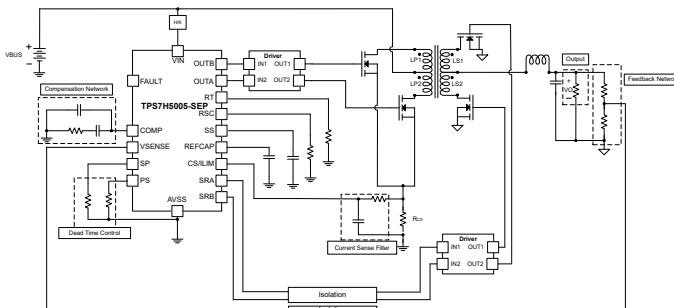 H/K
VBUS
VIN
Driver
OUTB
IN1 OUT1
OUTA
IN2 OUT2
FAULT
RT
TPS7H5005-SEP
RSC
Compensation Network
COMP
SS
VSENSE
REFCAP
SP
CS/ILIM
PS
SRA
SRB
AVSS
Dead Time Control
LP1
LS1
LP2
LS2
Output
VO
Feedback Netwo
RCS
Current Sense Filter
Driver
IN1 OUT1
IN2 OUT2
Isolation